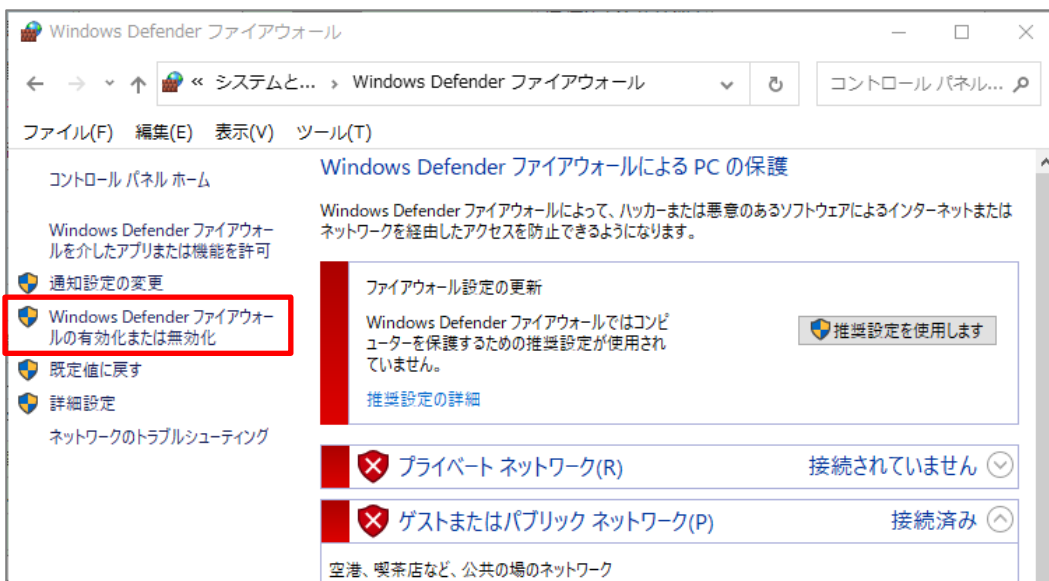 Windows Defender ファイアウォール
« システムと... › Windows Defender ファイアウォール
コントロール パネル...
ファイル(F) 編集(E) 表示(V) ツール(T)
コントロール パネル ホーム
Windows Defender ファイアウォー
ルを介したアプリまたは機能を許可
通知設定の変更
Windows Defender ファイアウォー
ルの有効化または無効化
既定値に戻す
詳細設定
ネットワークのトラブルシューティング
Windows Defender ファイアウォールによる PC の保護
Windows Defender ファイアウォールによって、ハッカーまたは悪意のあるソフトウェアによるインターネットまたは
ネットワークを経由したアクセスを防止できるようになります。
ファイアウォール設定の更新
Windows Defender ファイアウォールではコンピ
ューターを保護するための推奨設定が使用され
ていません。
推奨設定を使用します
推奨設定の詳細
プライベート ネットワーク(R) 接続されていません
ゲストまたはパブリック ネットワーク(P) 接続済み
空港、喫茶店など、公共の場のネットワーク